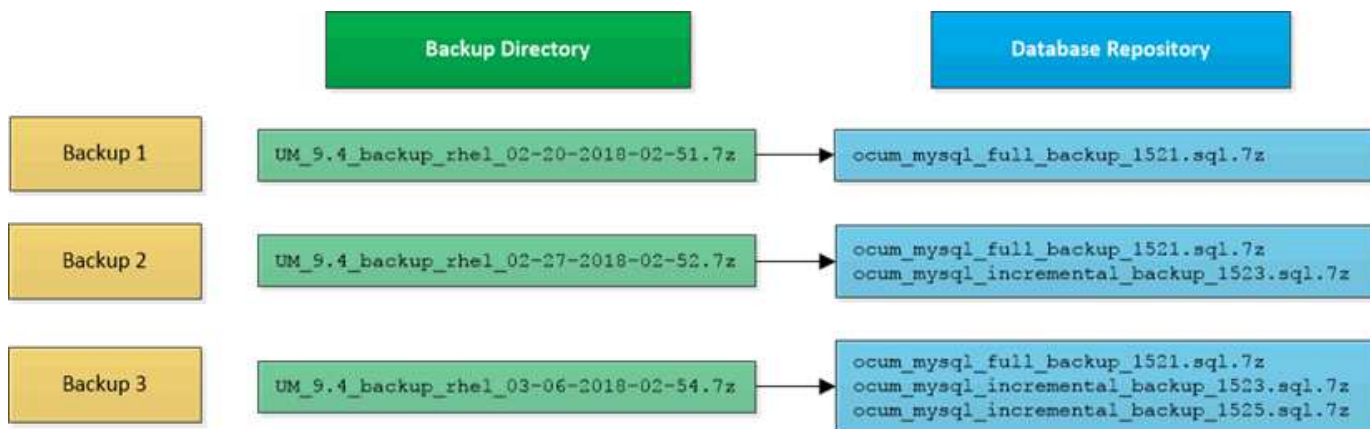 Backup Directory
Database Repository
Backup 1
UM_9.4_backup_rhel_02-20-2018-02-51.7z
ocum_mysql_full_backup_1521.sql.7z
Backup 2
UM_9.4_backup_rhel_02-27-2018-02-52.7z
ocum_mysql_full_backup_1521.sql.7z
ocum_mysql_incremental_backup_1523.sql.7z
Backup 3
UM_9.4_backup_rhel_03-06-2018-02-54.7z
ocum_mysql_full_backup_1521.sql.7z
ocum_mysql_incremental_backup_1523.sql.7z
ocum_mysql_incremental_backup_1525.sql.7z